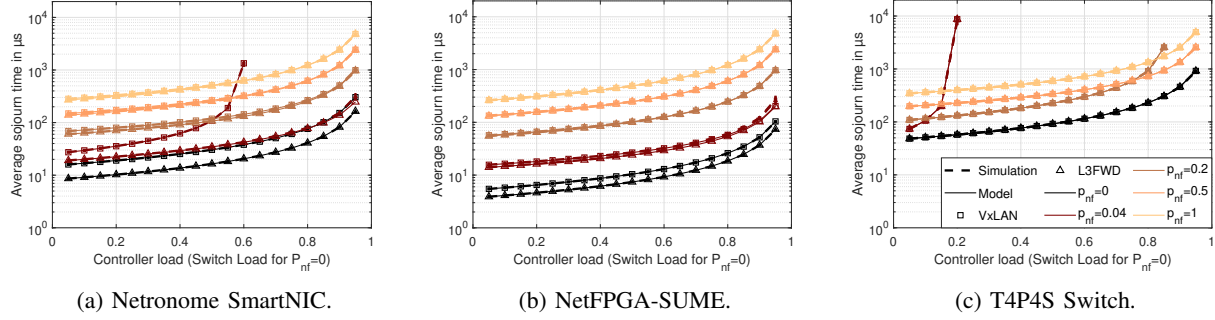 Average sojourn time in µs
10^4
10^3
10^2
10^1
10^0
0 0.2 0.4 0.6 0.8 1
Controller load (Switch Load for P_nf=0)
(a) Netronome SmartNIC.
Average sojourn time in µs
10^4
10^3
10^2
10^1
10^0
0 0.2 0.4 0.6 0.8 1
Controller load (Switch Load for P_nf=0)
(b) NetFPGA-SUME.
Average sojourn time in µs
10^4
10^3
10^2
10^1
10^0
Simulation L3FWD p_nf=0.2
Model p_nf=0 p_nf=0.5
VxLAN p_nf=0.04 p_nf=1
0 0.2 0.4 0.6 0.8 1
Controller load (Switch Load for P_nf=0)
(c) T4P4S Switch.